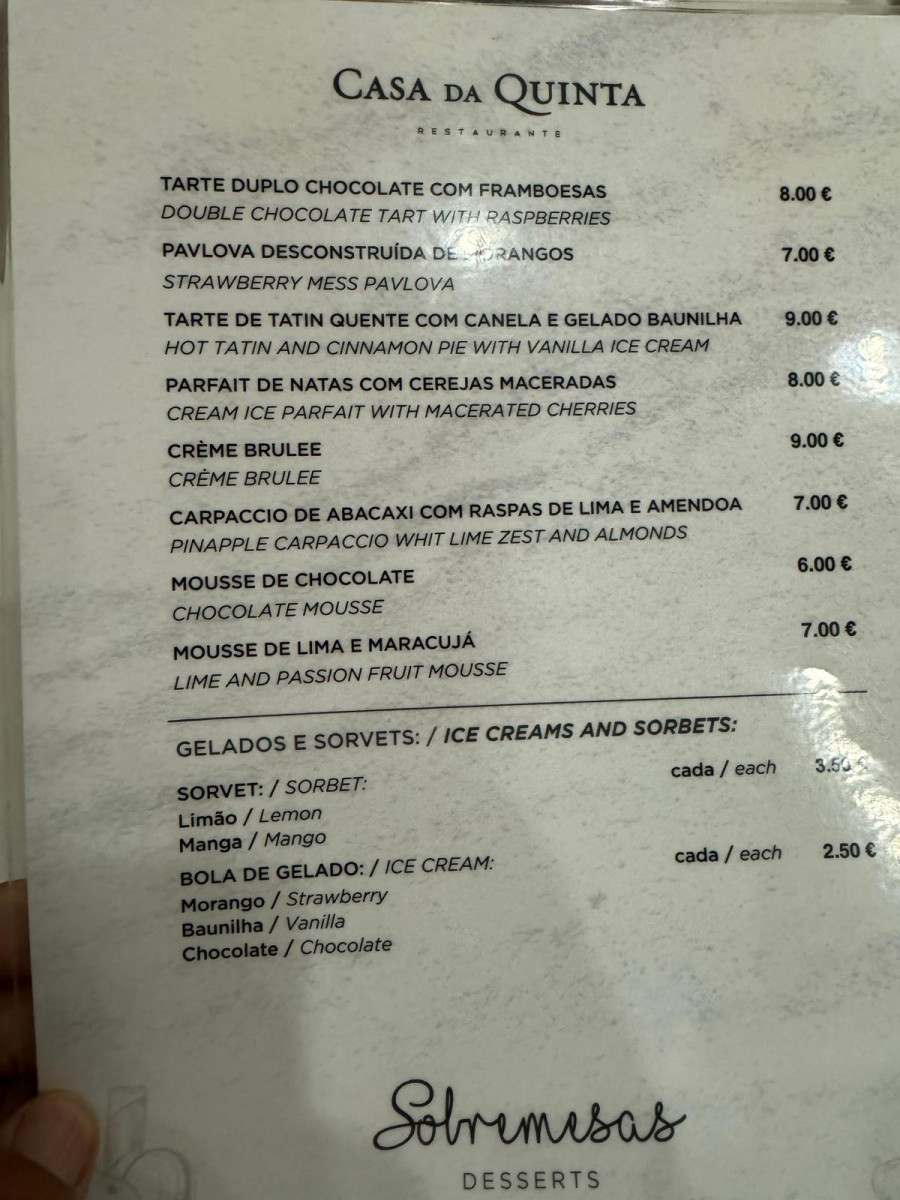 CASA DA QUINTA
RESTAURANTE
TARTE DUPLO CHOCOLATE COM FRAMBOESAS 8.00 €
DOUBLE CHOCOLATE TART WITH RASPBERRIES
PAVLOVA DESCONSTRUÍDA DE MORANGOS 7.00 €
STRAWBERRY MESS PAVLOVA
TARTE DE TATIN QUENTE COM CANELA E GELADO BAUNILHA 9.00 €
HOT TATIN AND CINNAMON PIE WITH VANILLA ICE CREAM
PARFAIT DE NATAS COM CEREJAS MACERADAS 8.00 €
CREAM ICE PARFAIT WITH MACERATED CHERRIES
CRÈME BRULEE 9.00 €
CRÈME BRULEE
CARPACCIO DE ABACAXI COM RASPAS DE LIMA E AMENDOA 7.00 €
PINAPPLE CARPACCIO WHIT LIME ZEST AND ALMONDS
MOUSSE DE CHOCOLATE 6.00 €
CHOCOLATE MOUSSE
MOUSSE DE LIMA E MARACUJÁ 7.00 €
LIME AND PASSION FRUIT MOUSSE
GELADOS E SORVETS: / ICE CREAMS AND SORBETS:
SORVET: / SORBET: cada / each 3.50 €
Limão / Lemon
Manga / Mango
BOLA DE GELADO: / ICE CREAM: cada / each 2.50 €
Morango / Strawberry
Baunilha / Vanilla
Chocolate / Chocolate
Sobremesas
DESSERTS